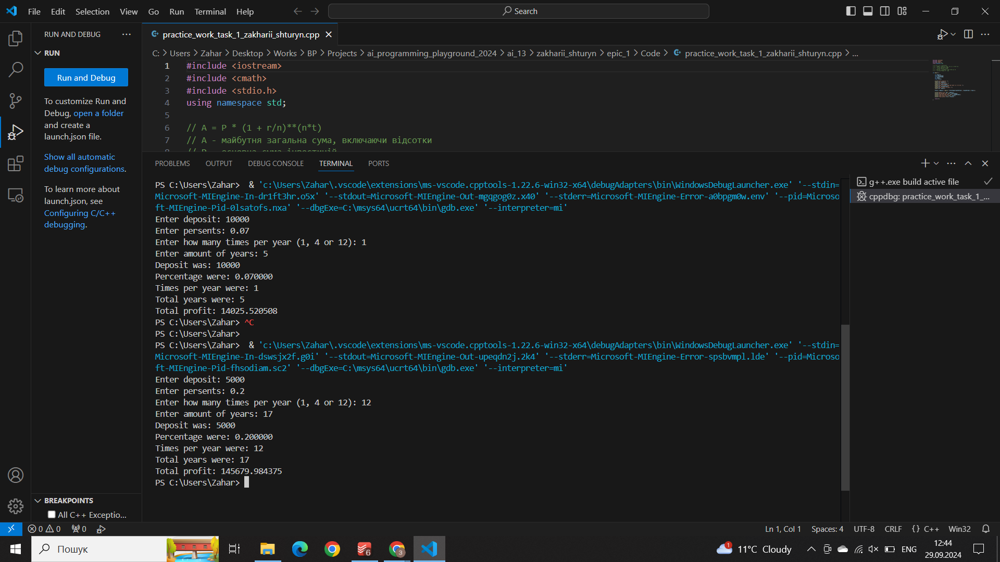 File Edit Selection View Go Run Terminal Help
Search
RUN AND DEBUG
RUN
Run and Debug
To customize Run and
Debug, open a folder
and create a
launch.json file.
Show all automatic
debug configurations.
To learn more about
launch.json, see
Configuring C/C++
debugging.
BREAKPOINTS
All C++ Exceptio...
practice_work_task_1_zakharii_shturyn.cpp
C: > Users > Zahar > Desktop > Works > BP > Projects > ai_programming_playground_2024 > ai_13 > zakharii_shturyn > epic_1 > Code > practice_work_task_1_zakharii_shturyn.cpp > ...
1 #include <iostream>
2 #include <cmath>
3 #include <stdio.h>
4 using namespace std;
5
6 // A = P * (1 + r/n)**(n*t)
7 // A - майбутня загальна сума, включаючи відсотки
8 // P - основна сума інвестицій
PROBLEMS OUTPUT DEBUG CONSOLE TERMINAL PORTS
PS C:\Users\Zahar>  & 'c:\Users\Zahar\.vscode\extensions\ms-vscode.cpptools-1.22.6-win32-x64\debugAdapters\bin\WindowsDebugLauncher.exe' '--stdin=
Microsoft-MIEngine-In-dr1ft3hr.o5x' '--stdout=Microsoft-MIEngine-Out-mgqgog0z.x40' '--stderr=Microsoft-MIEngine-Error-a0bpgm0w.env' '--pid=Microso
ft-MIEngine-Pid-0lsatofs.nxa' '--dbgExe=C:\msys64\ucrt64\bin\gdb.exe' '--interpreter=mi'
Enter deposit: 10000
Enter persents: 0.07
Enter how many times per year (1, 4 or 12): 1
Enter amount of years: 5
Deposit was: 10000
Percentage were: 0.070000
Times per year were: 1
Total years were: 5
Total profit: 14025.520508
PS C:\Users\Zahar> ^C
PS C:\Users\Zahar>
PS C:\Users\Zahar>  & 'c:\Users\Zahar\.vscode\extensions\ms-vscode.cpptools-1.22.6-win32-x64\debugAdapters\bin\WindowsDebugLauncher.exe' '--stdin=
Microsoft-MIEngine-In-dswsjx2f.g0i' '--stdout=Microsoft-MIEngine-Out-upeqdn2j.2k4' '--stderr=Microsoft-MIEngine-Error-spsbvmpl.lde' '--pid=Microso
ft-MIEngine-Pid-fhsodiam.sc2' '--dbgExe=C:\msys64\ucrt64\bin\gdb.exe' '--interpreter=mi'
Enter deposit: 5000
Enter persents: 0.2
Enter how many times per year (1, 4 or 12): 12
Enter amount of years: 17
Deposit was: 5000
Percentage were: 0.200000
Times per year were: 12
Total years were: 17
Total profit: 145679.984375
PS C:\Users\Zahar>
g++.exe build active file
cppdbg: practice_work_task_1_...
0 0 0
Ln 1, Col 1 Spaces: 4 UTF-8 CRLF {} C++ Win32
Пошук
6
3
1
11°C Cloudy
ENG
12:44
29.09.2024